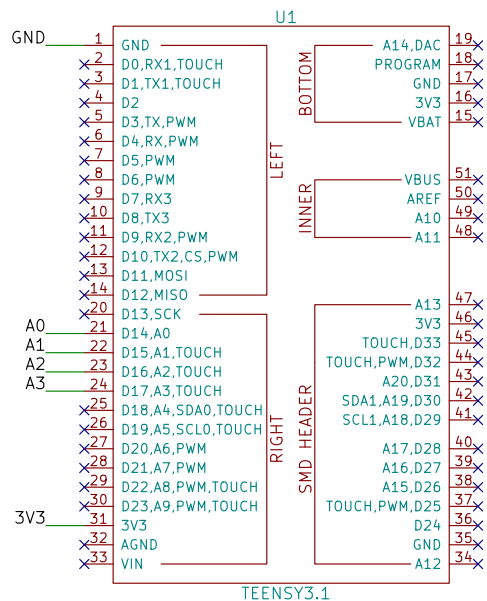 U1
GND 1 GND
2 D0,RX1,TOUCH
3 D1,TX1,TOUCH
4 D2
5 D3,TX,PWM
6 D4,RX,PWM
7 D5,PWM
8 D6,PWM
9 D7,RX3
10 D8,TX3
11 D9,RX2,PWM
12 D10,TX2,CS,PWM
13 D11,MOSI
14 D12,MISO
LEFT
20 D13,SCK
A0 21 D14,A0
A1 22 D15,A1,TOUCH
A2 23 D16,A2,TOUCH
A3 24 D17,A3,TOUCH
25 D18,A4,SDA0,TOUCH
26 D19,A5,SCL0,TOUCH
27 D20,A6,PWM
28 D21,A7,PWM
29 D22,A8,PWM,TOUCH
30 D23,A9,PWM,TOUCH
3V3 31 3V3
32 AGND
33 VIN
RIGHT
BOTTOM
A14,DAC 19
PROGRAM 18
GND 17
3V3 16
VBAT 15
INNER
VBUS 51
AREF 50
A10 49
A11 48
SMD HEADER
A13 47
3V3 46
TOUCH,D33 45
TOUCH,PWM,D32 44
A20,D31 43
SDA1,A19,D30 42
SCL1,A18,D29 41
A17,D28 40
A16,D27 39
A15,D26 38
TOUCH,PWM,D25 37
D24 36
GND 35
A12 34
TEENSY3.1